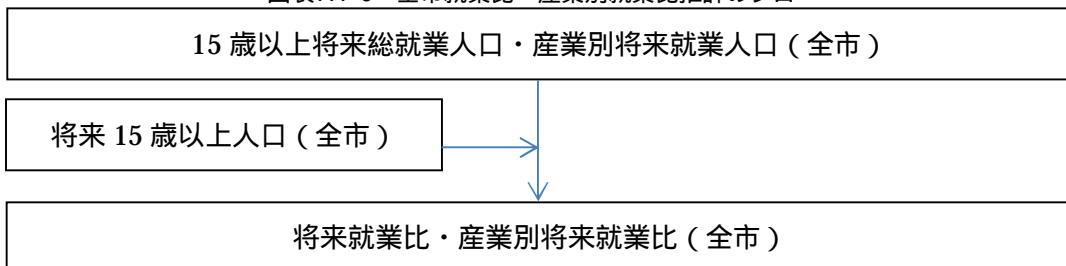 15 歳以上将来総就業人口・産業別将来就業人口（全市）
将来 15 歳以上人口（全市）
将来就業比・産業別将来就業比（全市）